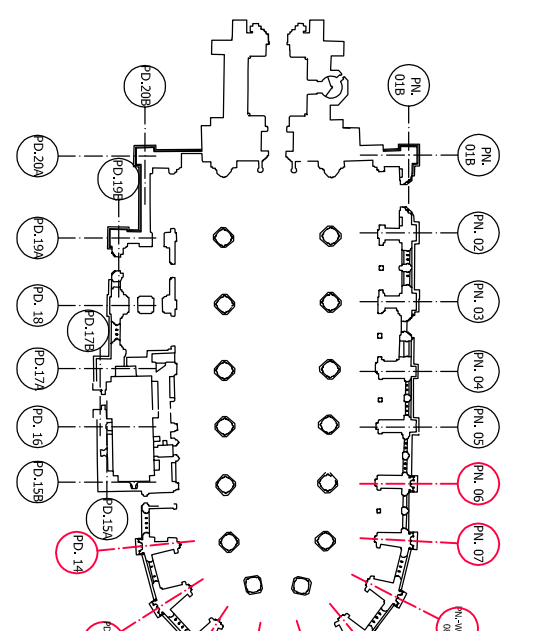 PD.20B
PN.
01B
PD.20A
PD.19B
PN.
01B
PD.19A
PN. 02
PD. 18
PN. 03
PD.17B
PD.17A
PN. 04
PD. 16
PN. 05
PD.15B
PN. 06
PD.15A
PD. 14
PN. 07